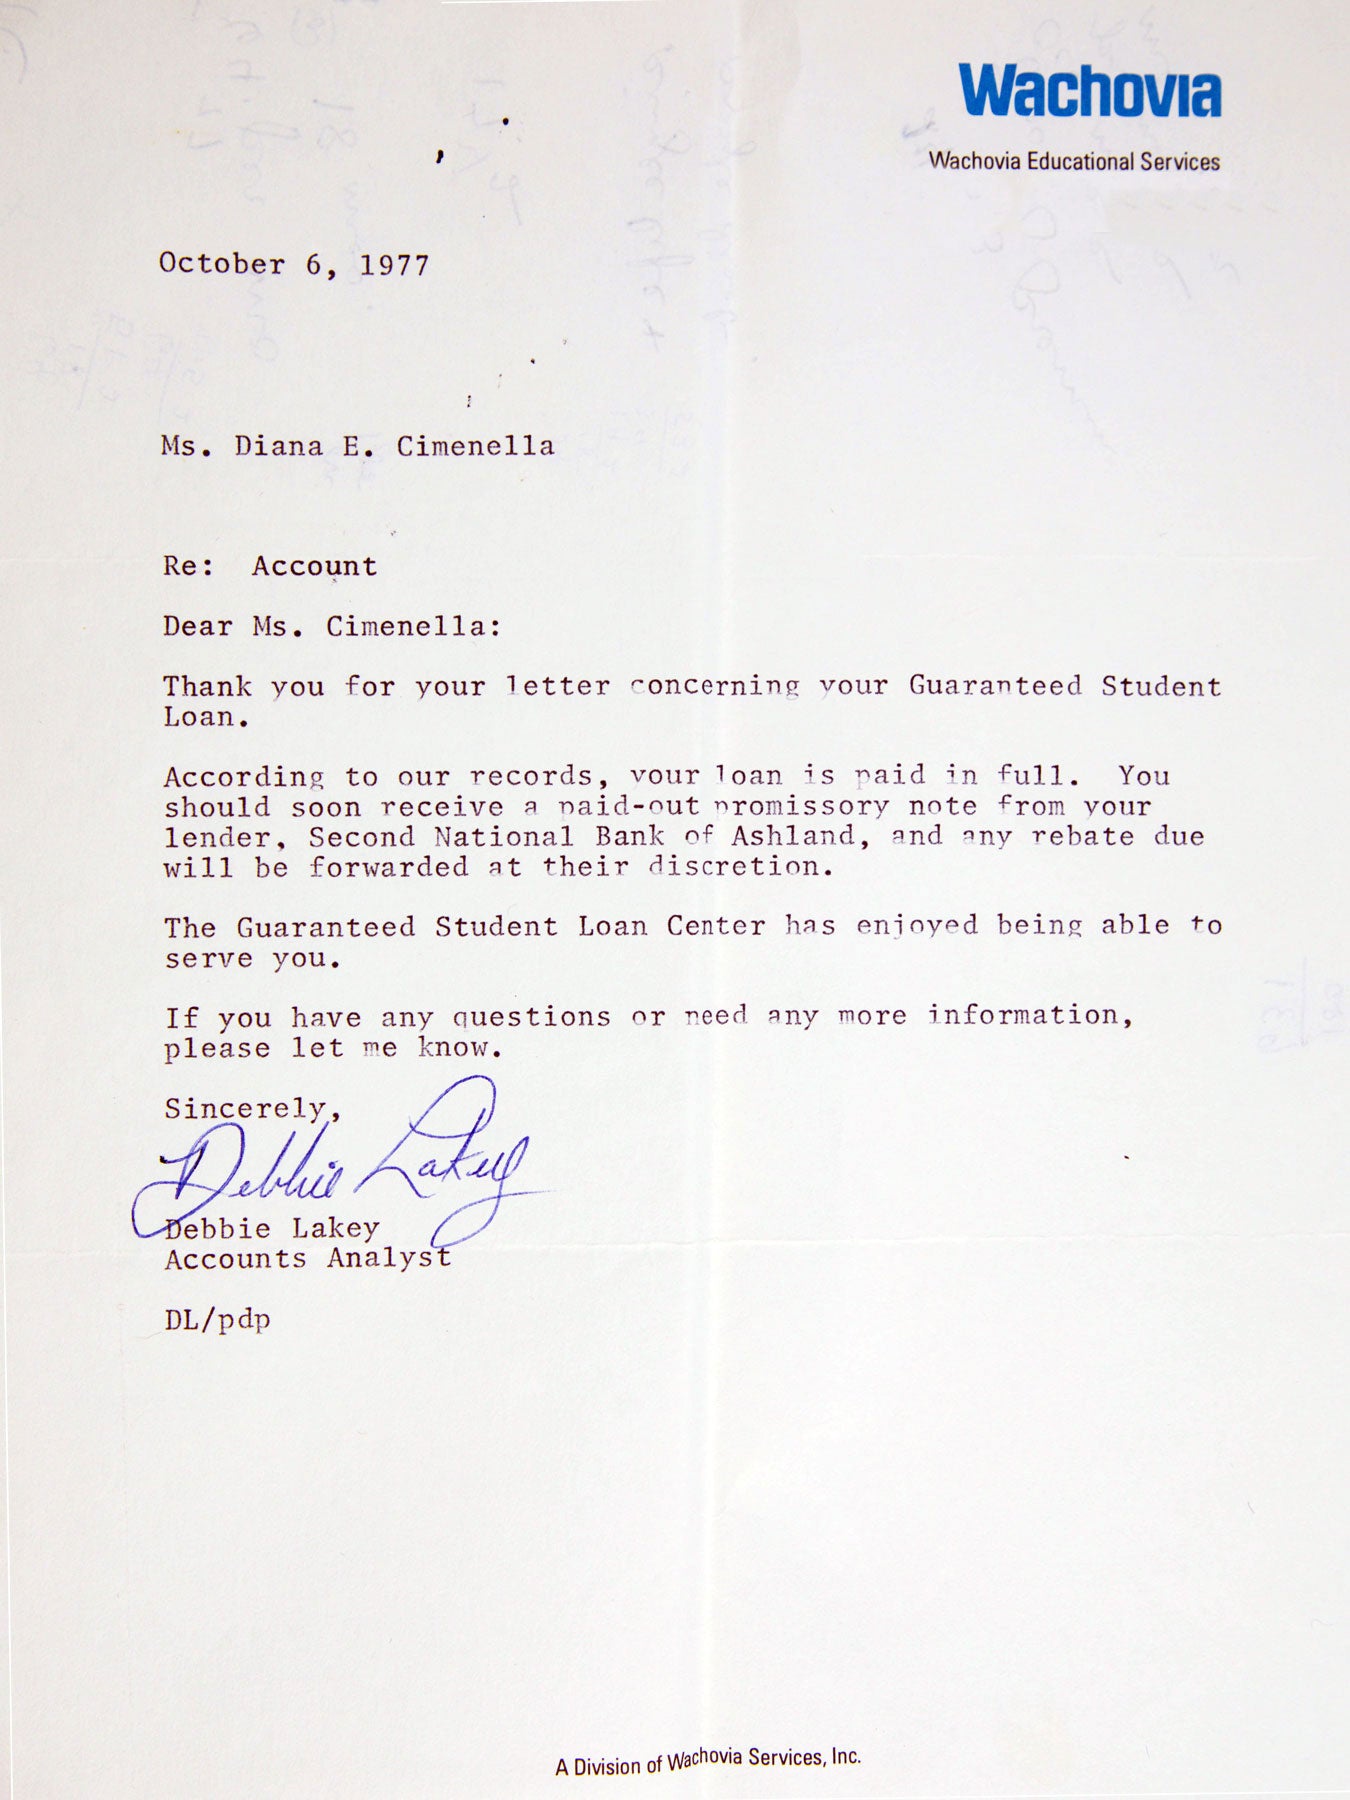 Wachovia
Wachovia Educational Services
October 6, 1977
Ms. Diana E. Cimenella
Re: Account
Dear Ms. Cimenella:
Thank you for your letter concerning your Guaranteed Student
Loan.
According to our records, your loan is paid in full. You
should soon receive a paid-out promissory note from your
lender, Second National Bank of Ashland, and any rebate due
will be forwarded at their discretion.
The Guaranteed Student Loan Center has enjoyed being able to
serve you.
If you have any questions or need any more information,
please let me know.
Sincerely,
Debbie Lakey
Debbie Lakey
Accounts Analyst
DL/pdp
A Division of Wachovia Services, Inc.